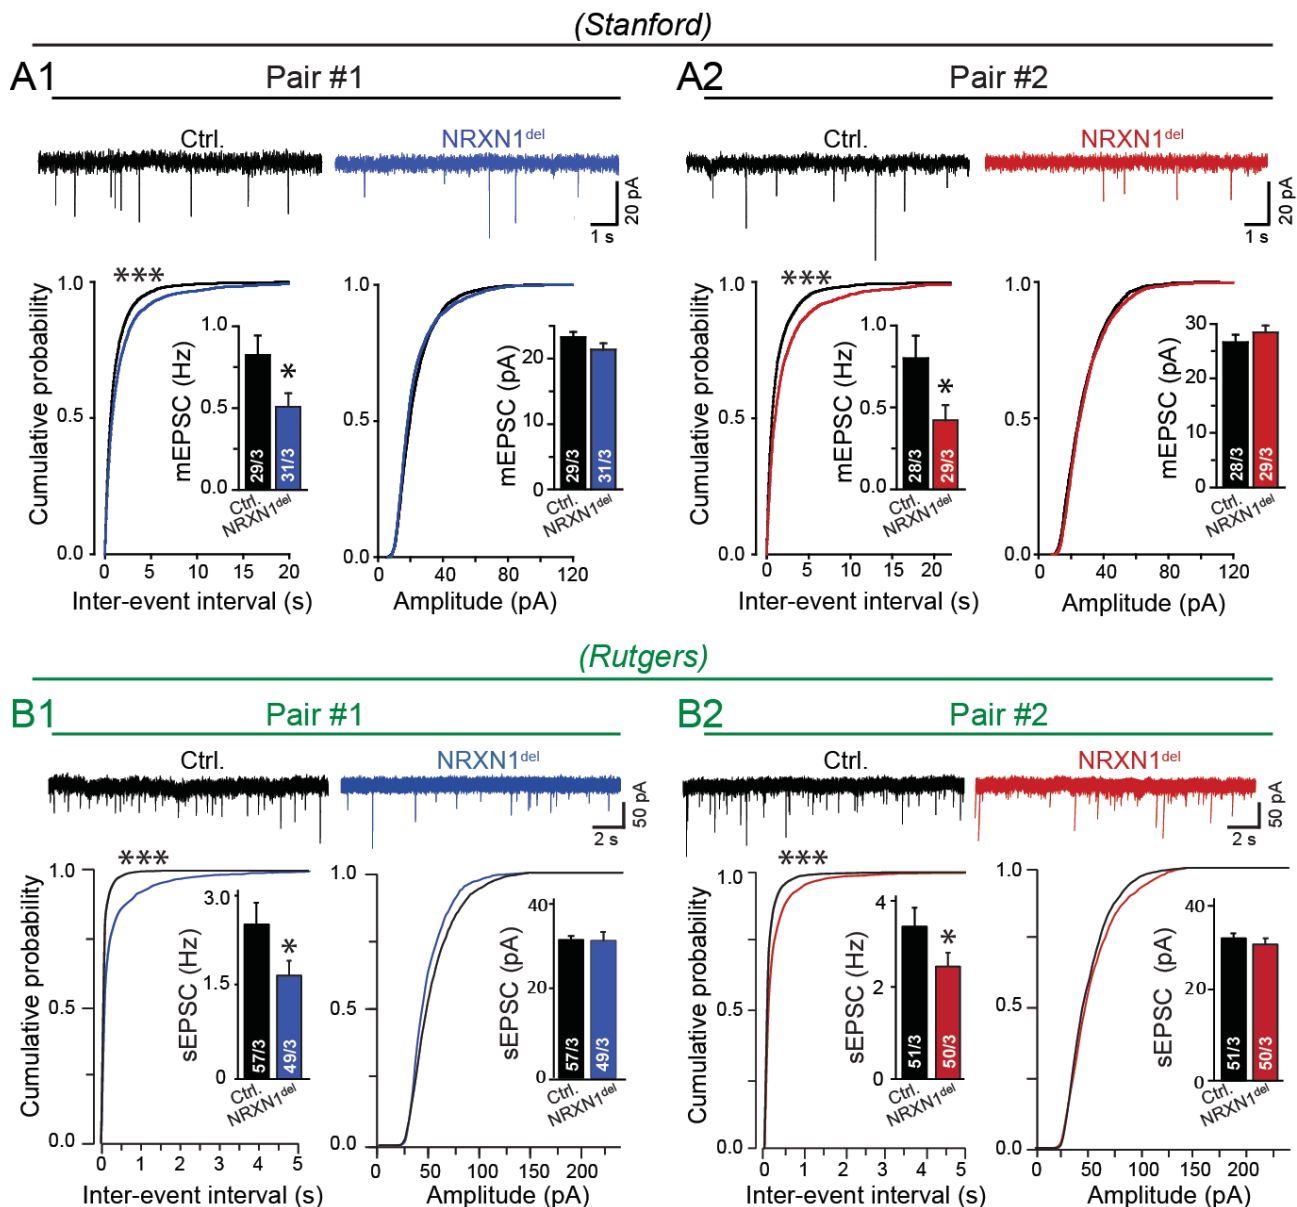 (Stanford)
A1 Pair #1
Ctrl. NRXN1del
20 pA
1 s
***
Cumulative probability
1.0
0.5
0.0
0 5 10 15 20
Inter-event interval (s)
mEPSC (Hz)
1.0
0.5
0.0
*
29/3 31/3
Ctrl.
NRXN1del
1.0
0.5
0.0
0 40 80 120
Amplitude (pA)
mEPSC (pA)
20
10
0
29/3 31/3
Ctrl.
NRXN1del
A2 Pair #2
Ctrl. NRXN1del
20 pA
1 s
***
Cumulative probability
1.0
0.5
0.0
0 5 10 15 20
Inter-event interval (s)
mEPSC (Hz)
1.0
0.5
0.0
*
28/3 29/3
Ctrl.
NRXN1del
1.0
0.5
0.0
0 40 80 120
Amplitude (pA)
mEPSC (pA)
30
20
10
0
28/3 29/3
Ctrl.
NRXN1del
(Rutgers)
B1 Pair #1
Ctrl. NRXN1del
50 pA
2 s
***
Cumulative probability
1.0
0.5
0.0
0 1 2 3 4 5
Inter-event interval (s)
sEPSC (Hz)
3.0
1.5
0
*
57/3 49/3
Ctrl.
NRXN1del
1.0
0.5
0.0
0 50 100 150 200
Amplitude (pA)
sEPSC (pA)
40
20
0
57/3 49/3
Ctrl.
NRXN1del
B2 Pair #2
Ctrl. NRXN1del
50 pA
2 s
***
Cumulative probability
1.0
0.5
0.0
0 1 2 3 4 5
Inter-event interval (s)
sEPSC (Hz)
4
2
0
*
51/3 50/3
Ctrl.
NRXN1del
1.0
0.5
0.0
0 50 100 150 200
Amplitude (pA)
sEPSC (pA)
40
20
0
51/3 50/3
Ctrl.
NRXN1del